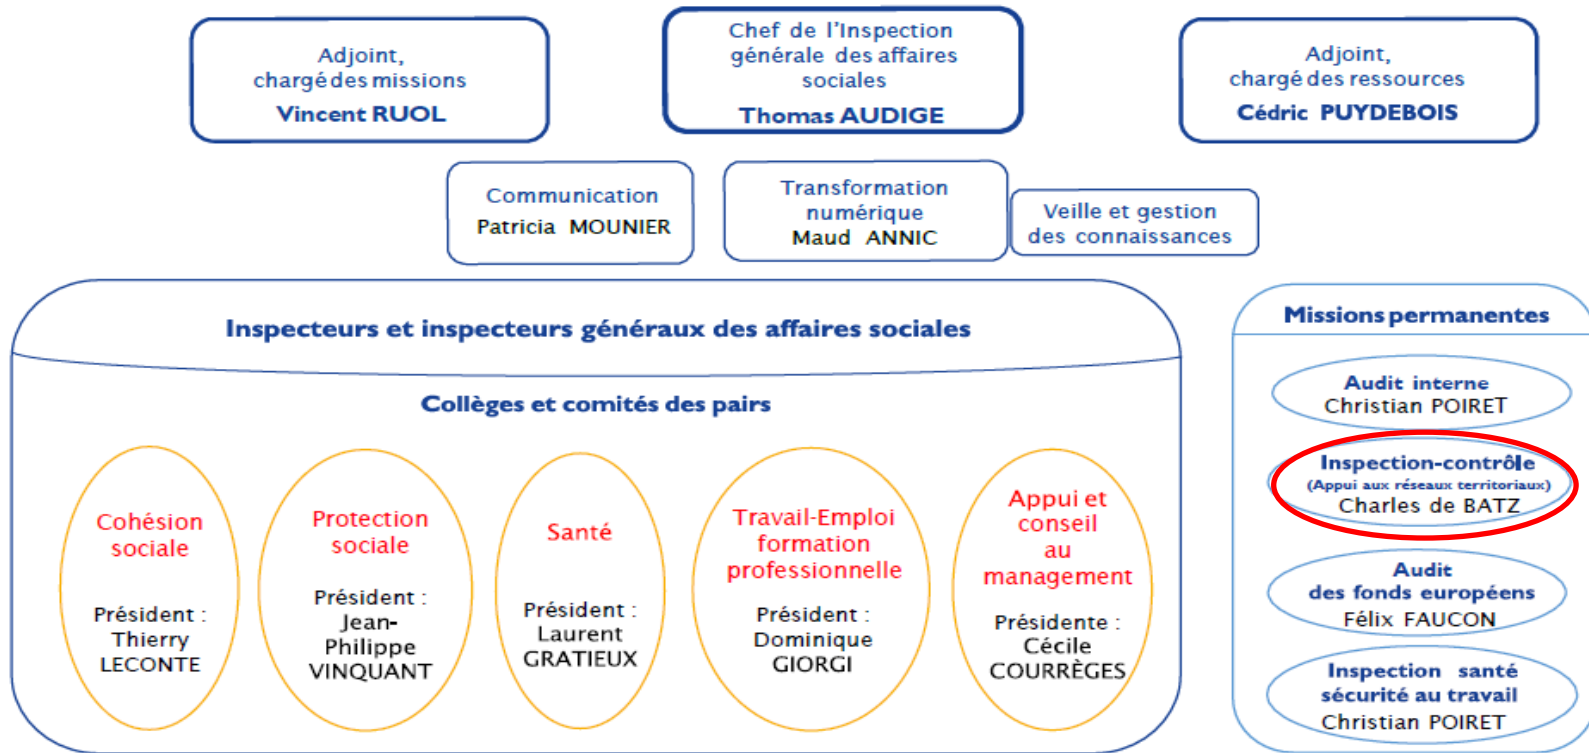 Adjoint,
chargé des missions
Vincent RUOL
Chef de l'Inspection
générale des affaires
sociales
Thomas AUDIGE
Adjoint,
chargé des ressources
Cédric PUYDEBOIS
Communication
Patricia MOUNIER
Transformation
numérique
Maud ANNIC
Veille et gestion
des connaissances
Inspecteurs et inspecteurs généraux des affaires sociales
Collèges et comités des pairs
Cohésion
sociale
Président :
Thierry
LECONTE
Protection
sociale
Président :
Jean-
Philippe
VINQUANT
Santé
Président :
Laurent
GRATIEUX
Travail-Emploi
formation
professionnelle
Président :
Dominique
GIORGI
Appui et
conseil
au
management
Présidente :
Cécile
COURRÈGES
Missions permanentes
Audit interne
Christian POIRET
Inspection-contrôle
(Appui aux réseaux territoriaux)
Charles de BATZ
Audit
des fonds européens
Félix FAUCON
Inspection santé
sécurité au travail
Christian POIRET